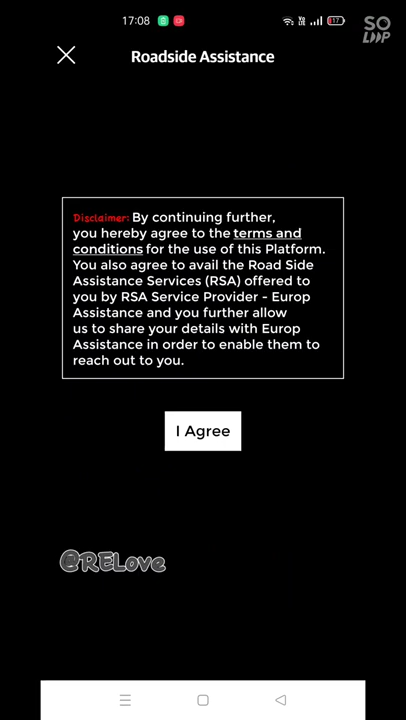 17:08
17
SO
LOOP
Roadside Assistance
Disclaimer: By continuing further,
you hereby agree to the terms and
conditions for the use of this Platform.
You also agree to avail the Road Side
Assistance Services (RSA) offered to
you by RSA Service Provider - Europ
Assistance and you further allow
us to share your details with Europ
Assistance in order to enable them to
reach out to you.
I Agree
@RELove